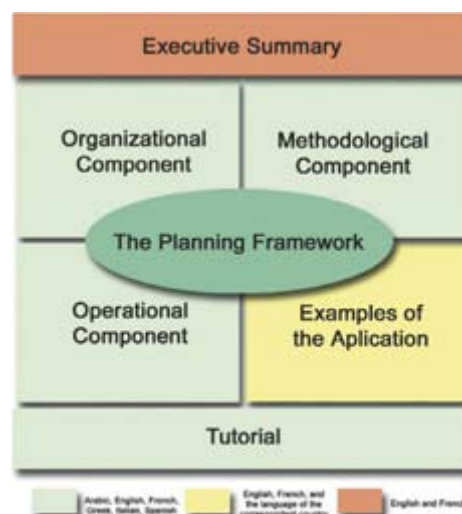 Executive Summary
Organizational
Component
Methodological
Component
The Planning Framework
Operational
Component
Examples of
the Aplication
Tutorial
Arabic, English, French,
Greek, Italian, Spanish
English, French, and
the language of the
English and French